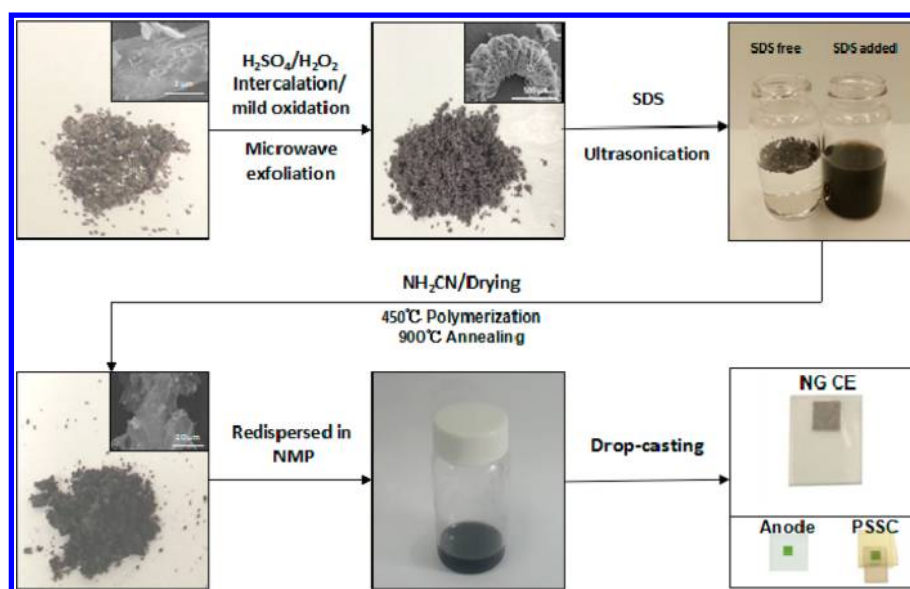 H₂SO₄/H₂O₂
Intercalation/
mild oxidation
Microwave
exfoliation
SDS
Ultrasonication
SDS free
SDS added
NH₂CN/Drying
450℃ Polymerization
900℃ Annealing
Redispersed in
NMP
Drop-casting
NG CE
Anode
PSSC